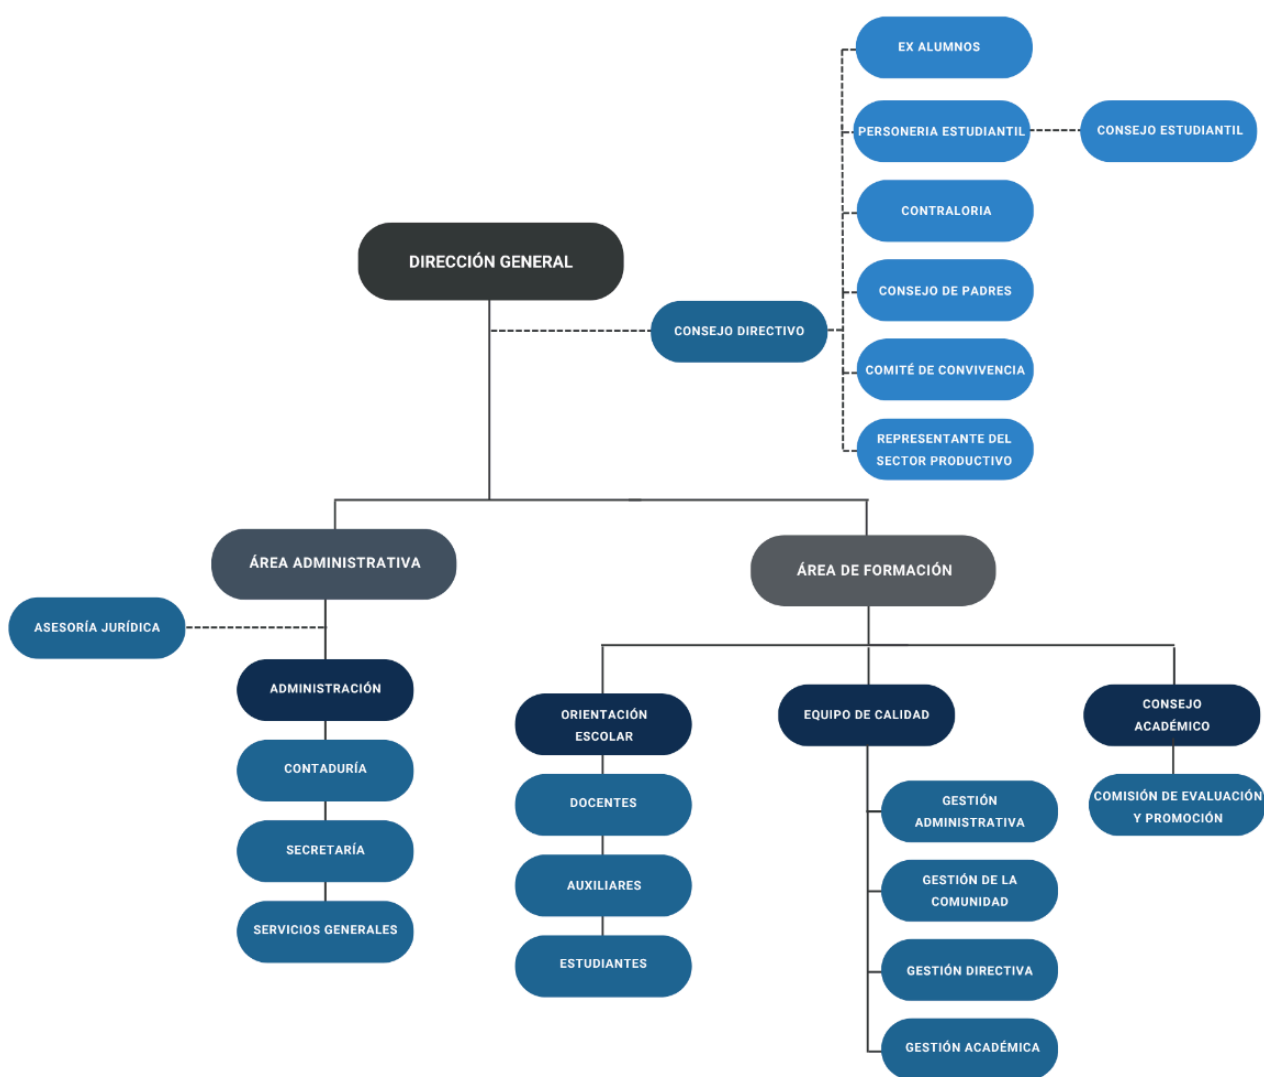 EX ALUMNOS
PERSONERIA ESTUDIANTIL
CONSEJO ESTUDIANTIL
CONTRALORIA
DIRECCIÓN GENERAL
CONSEJO DE PADRES
CONSEJO DIRECTIVO
COMITÉ DE CONVIVENCIA
REPRESENTANTE DEL
SECTOR PRODUCTIVO
ÁREA ADMINISTRATIVA
ÁREA DE FORMACIÓN
ASESORÍA JURÍDICA
ADMINISTRACIÓN
CONTADURÍA
SECRETARÍA
SERVICIOS GENERALES
ORIENTACIÓN
ESCOLAR
DOCENTES
AUXILIARES
ESTUDIANTES
EQUIPO DE CALIDAD
GESTIÓN
ADMINISTRATIVA
GESTIÓN DE LA
COMUNIDAD
GESTIÓN DIRECTIVA
GESTIÓN ACADÉMICA
CONSEJO
ACADÉMICO
COMISIÓN DE EVALUACIÓN
Y PROMOCIÓN